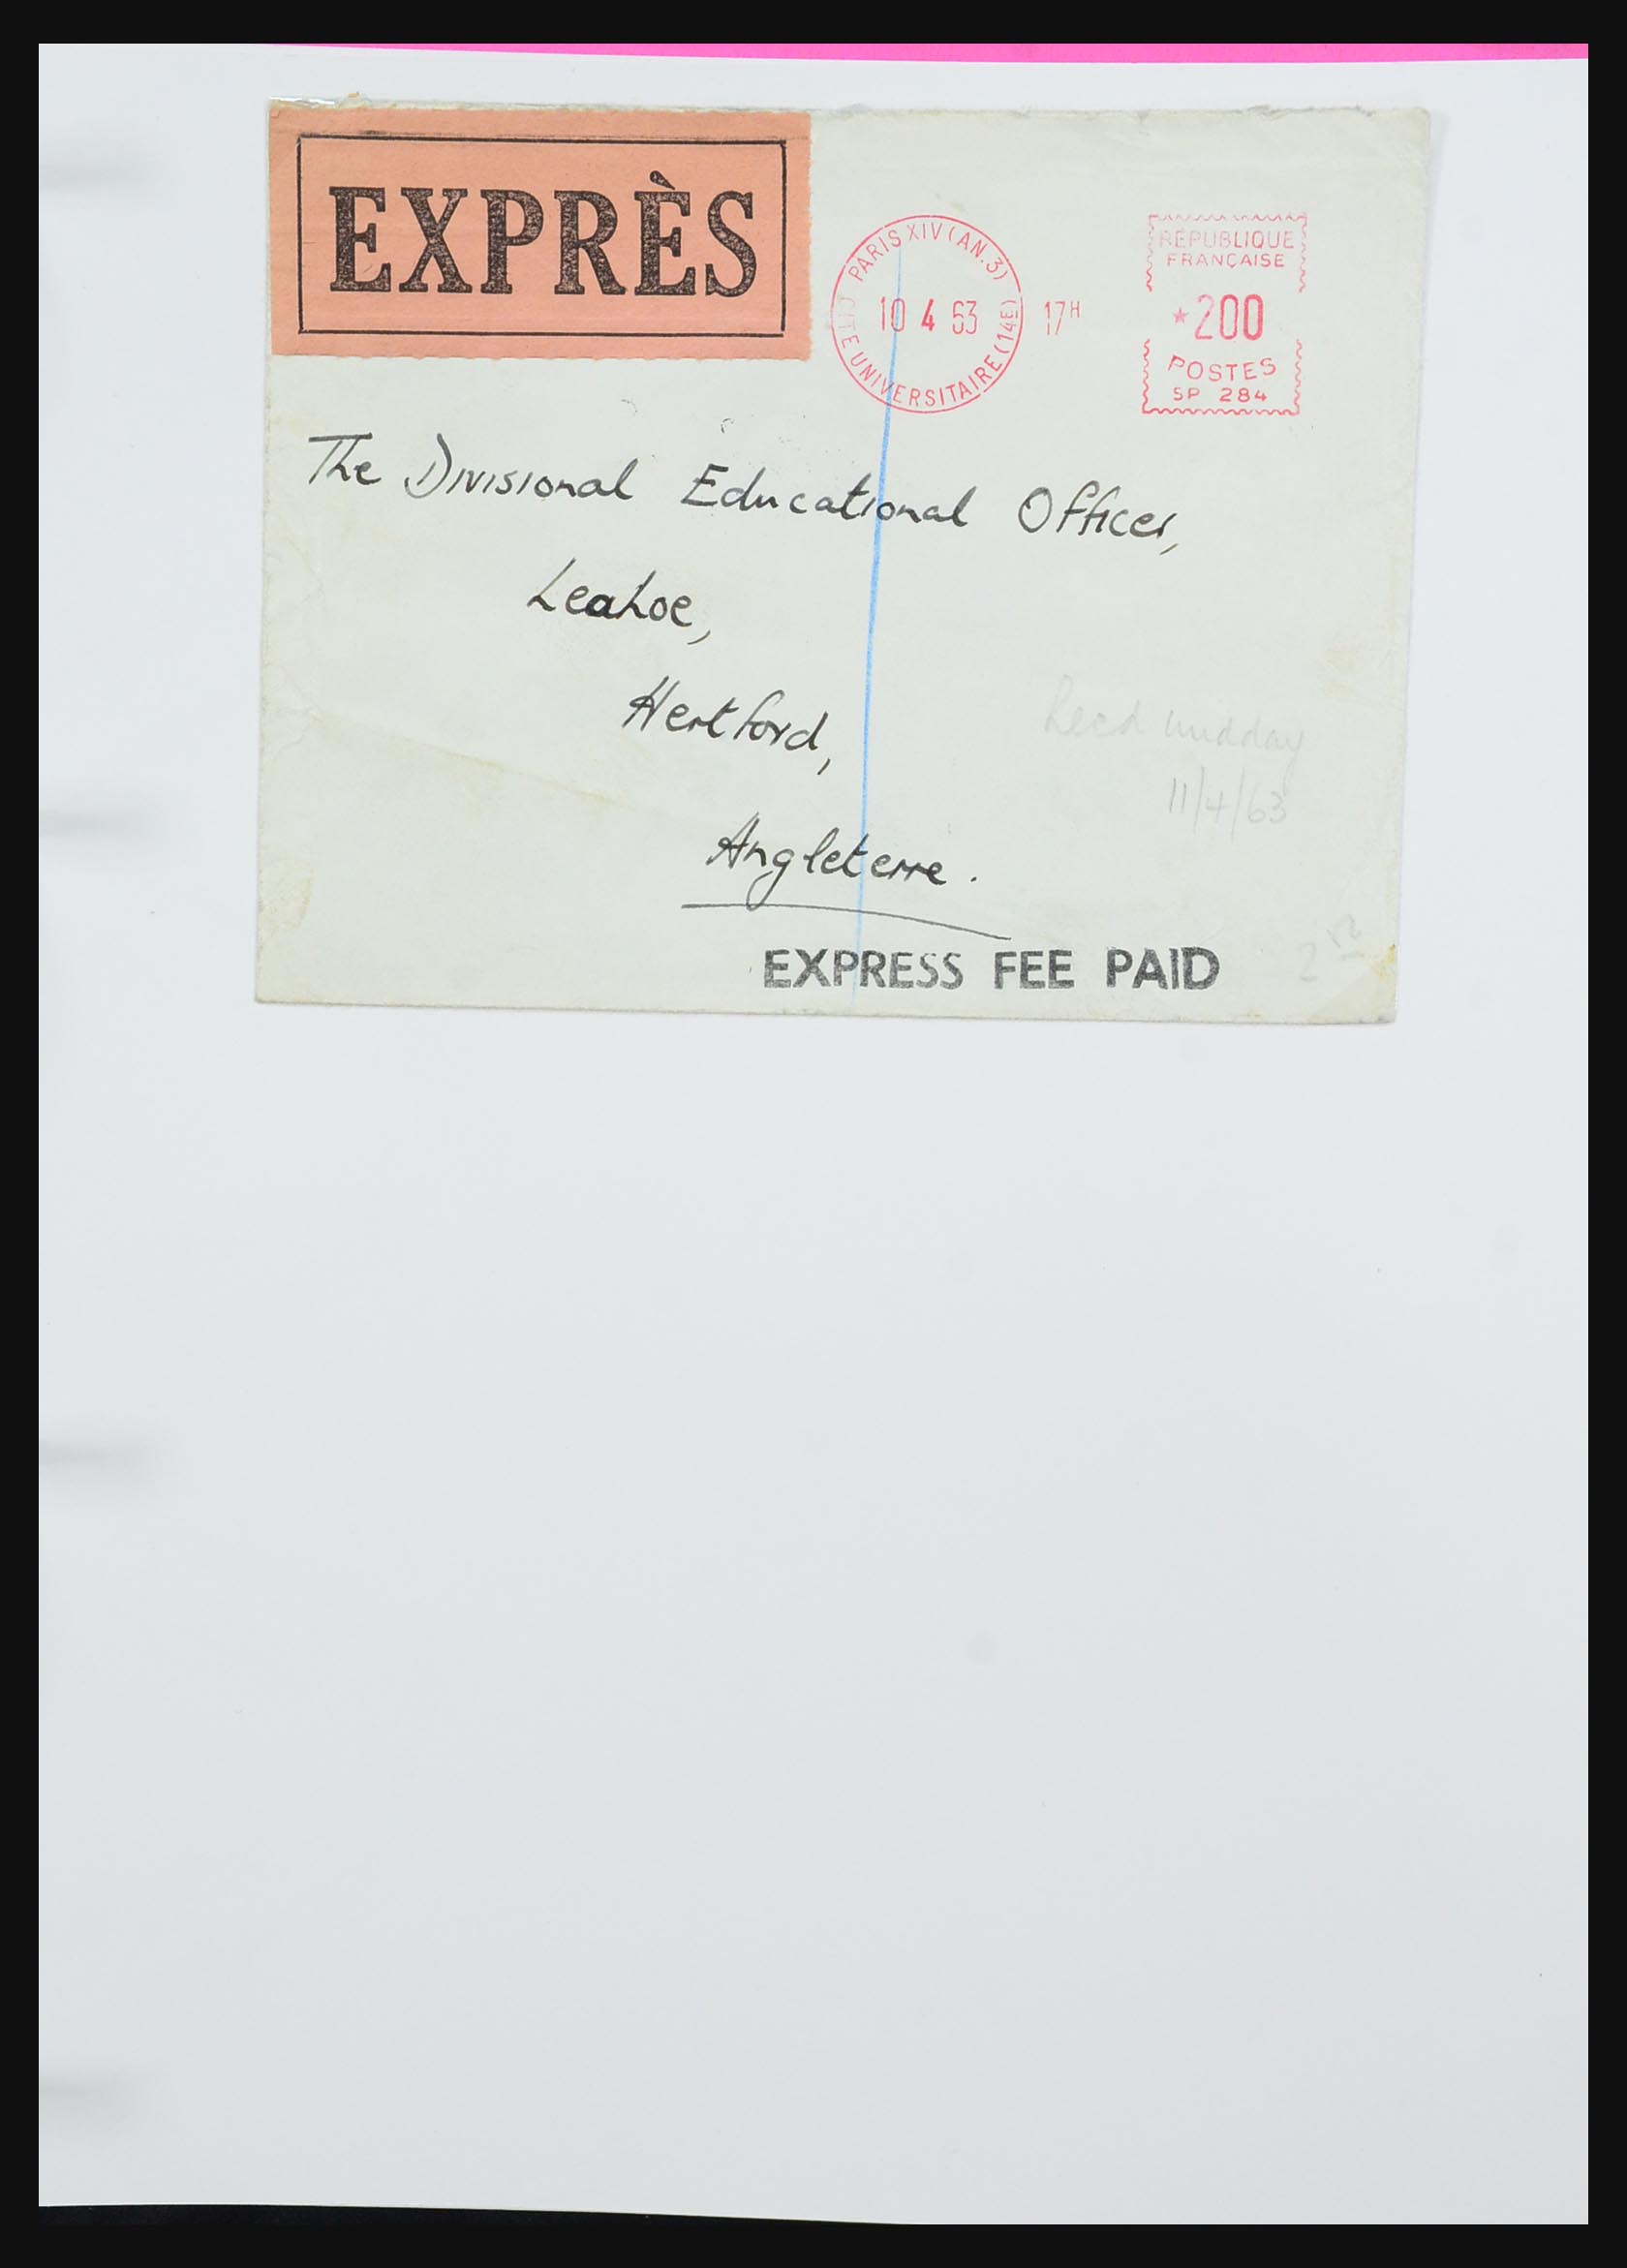 EXPRÈS
PARIS XIV (AN.3)
10 4 63
CITE UNIVERSITAIRE (14E)
17H
RÉPUBLIQUE
FRANÇAISE
*200
POSTES
SP 284
The Divisional Educational Officer,
Leahoe,
Hertford,
Angleterre.
Recd midday
11/4/63
EXPRESS FEE PAID